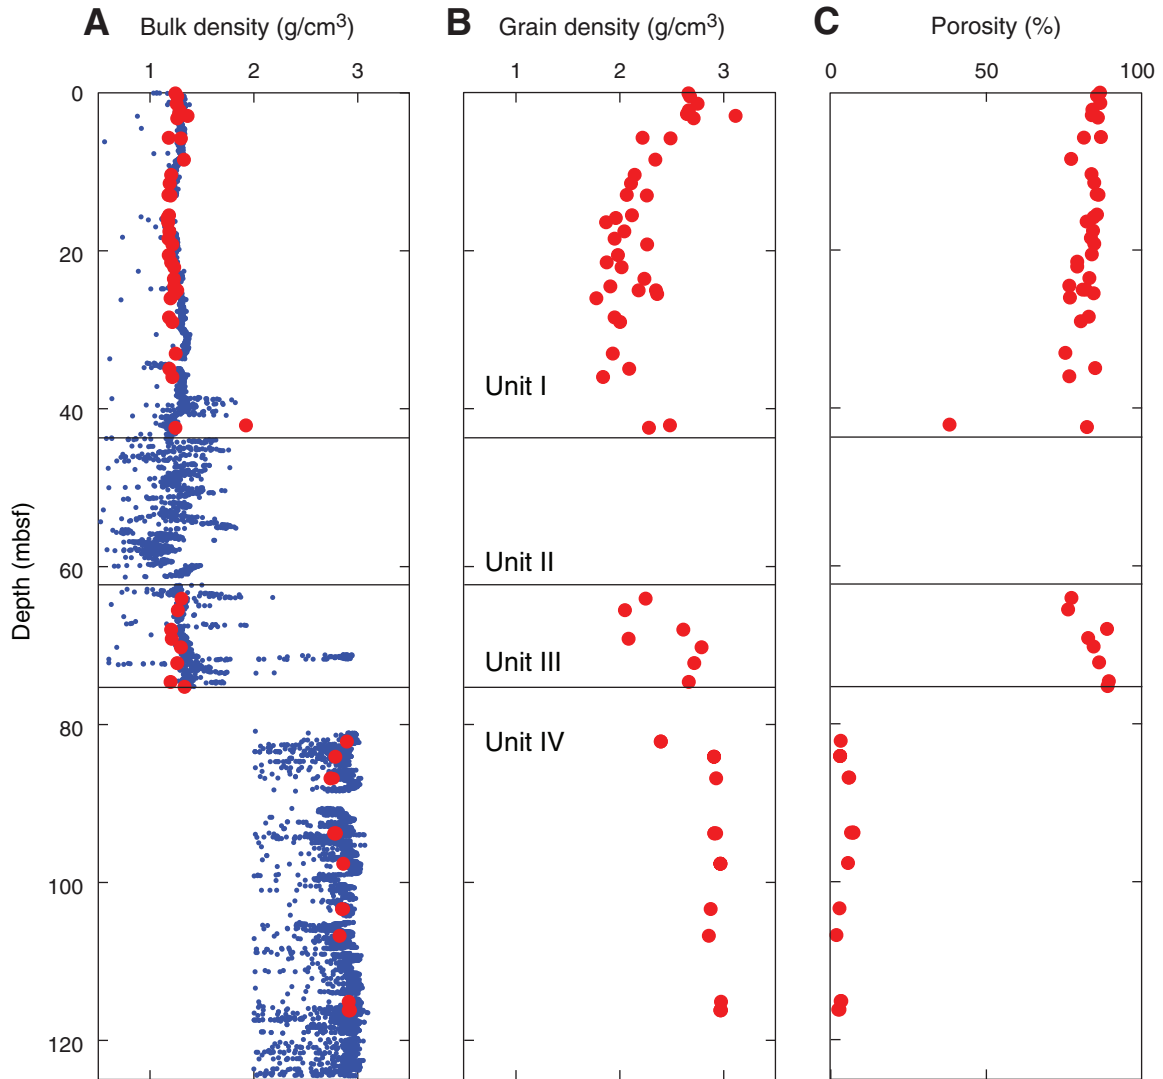 A Bulk density (g/cm³) B Grain density (g/cm³) C Porosity (%)
1 2 3 1 2 3 0 50 100
0
20
Unit I
40
Depth (mbsf)
Unit II
60
Unit III
80 Unit IV
100
120